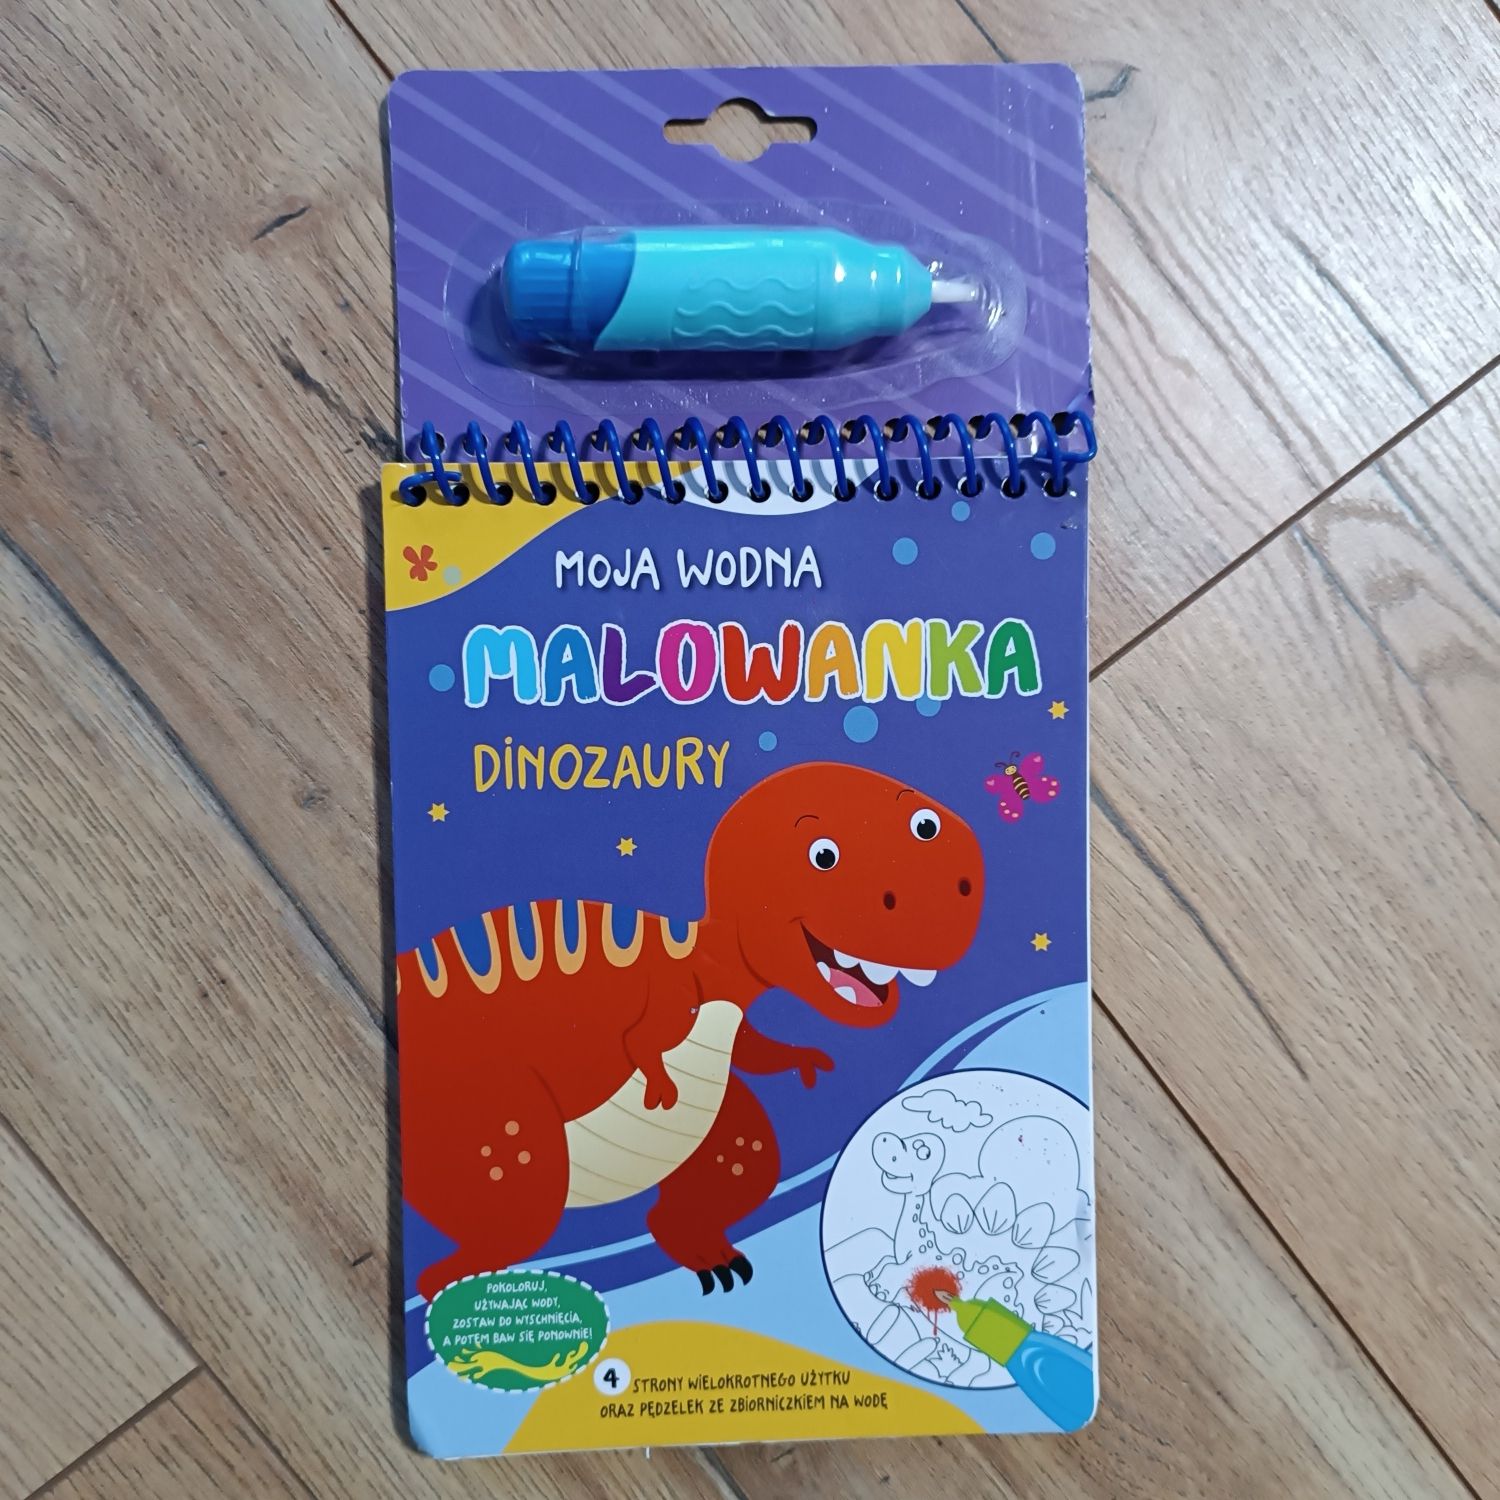 MOJA WODNA
MALOWANKA
DINOZAURY
POKOLORUJ,
UŻYWAJĄC WODY,
ZOSTAW DO WYSCHNIĘCIA,
A POTEM BAW SIĘ PONOWNIE!
4 STRONY WIELOKROTNEGO UŻYTKU
ORAZ PĘDZELEK ZE ZBIORNICZKIEM NA WODĘ